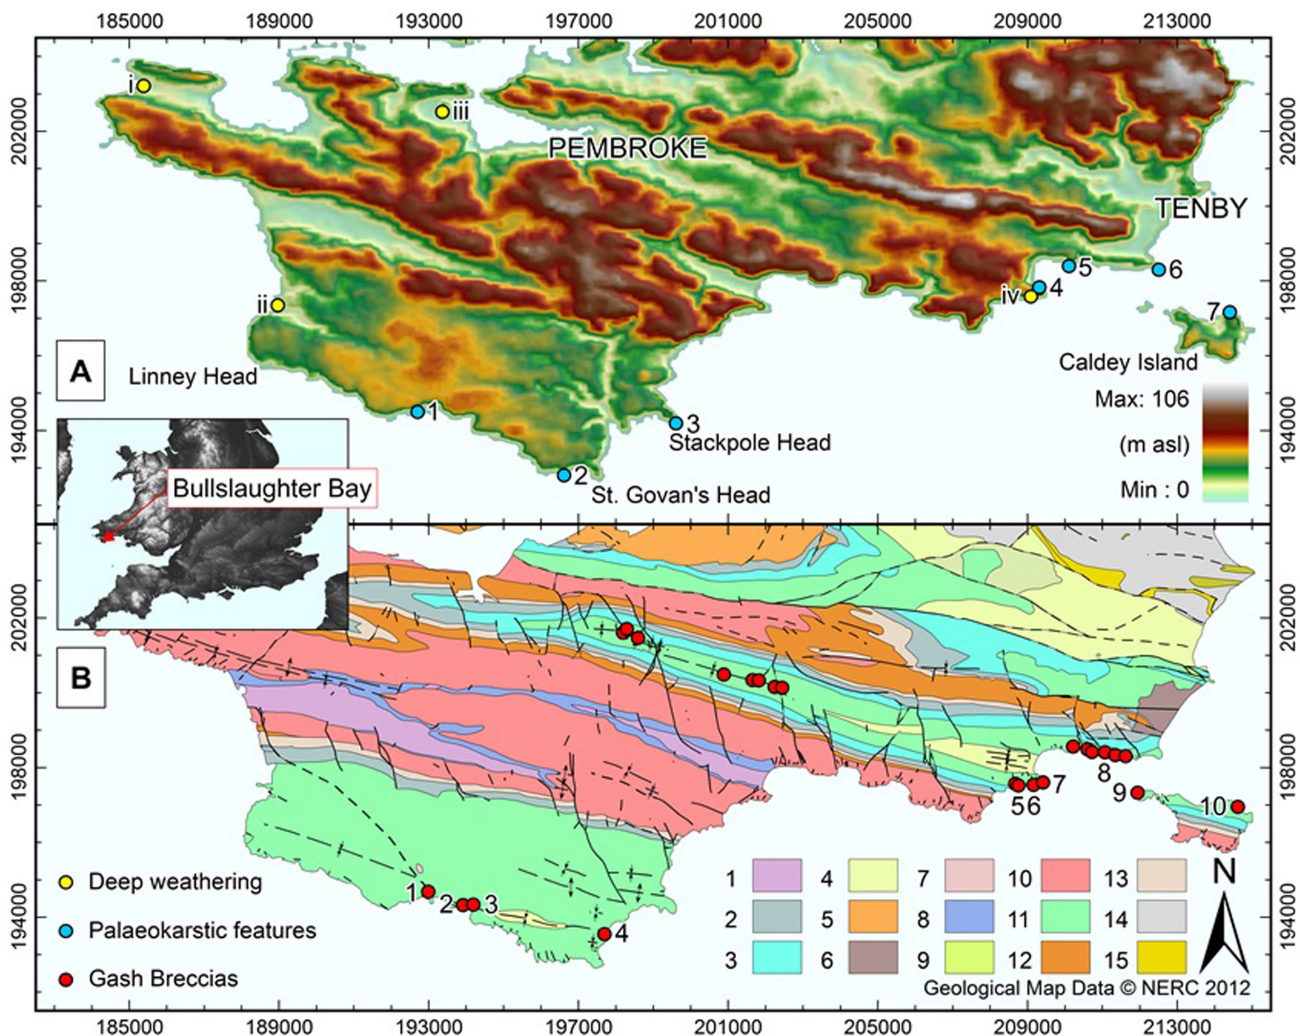 185000 189000 193000 197000 201000 205000 209000 213000
202000
198000
194000
202000
198000
194000
i
iii
PEMBROKE
TENBY
ii
iv
4
5
6
7
Linney Head
Caldey Island
A
1
2
3
Stackpole Head
St. Govan's Head
Max: 106
(m asl)
Min : 0
Bullslaughter Bay
202000
198000
194000
202000
198000
194000
B
1
2
3
4
56
7
8
9
10
Deep weathering
Palaeokarstic features
Gash Breccias
1 4 7 10 13
2 5 8 11 14
3 6 9 12 15
N
Geological Map Data © NERC 2012
185000 189000 193000 197000 201000 205000 209000 213000